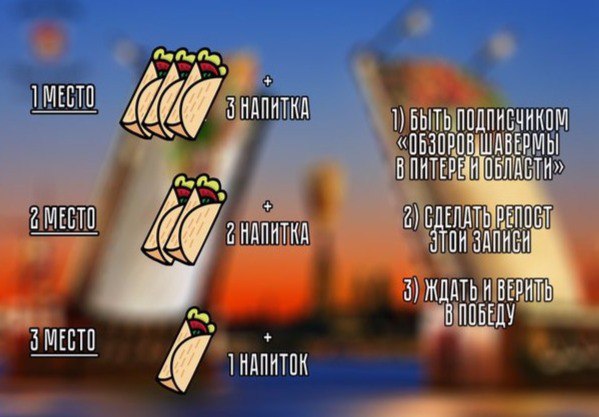 1 МЕСТО
+
3 НАПИТКА
2 МЕСТО
+
2 НАПИТКА
3 МЕСТО
+
1 НАПИТОК
1) БЫТЬ ПОДПИСЧИКОМ
«ОБЗОРОВ ШАВЕРМЫ
В ПИТЕРЕ И ОБЛАСТИ»
2) СДЕЛАТЬ РЕПОСТ
ЭТОЙ ЗАПИСИ
3) ЖДАТЬ И ВЕРИТЬ
В ПОБЕДУ